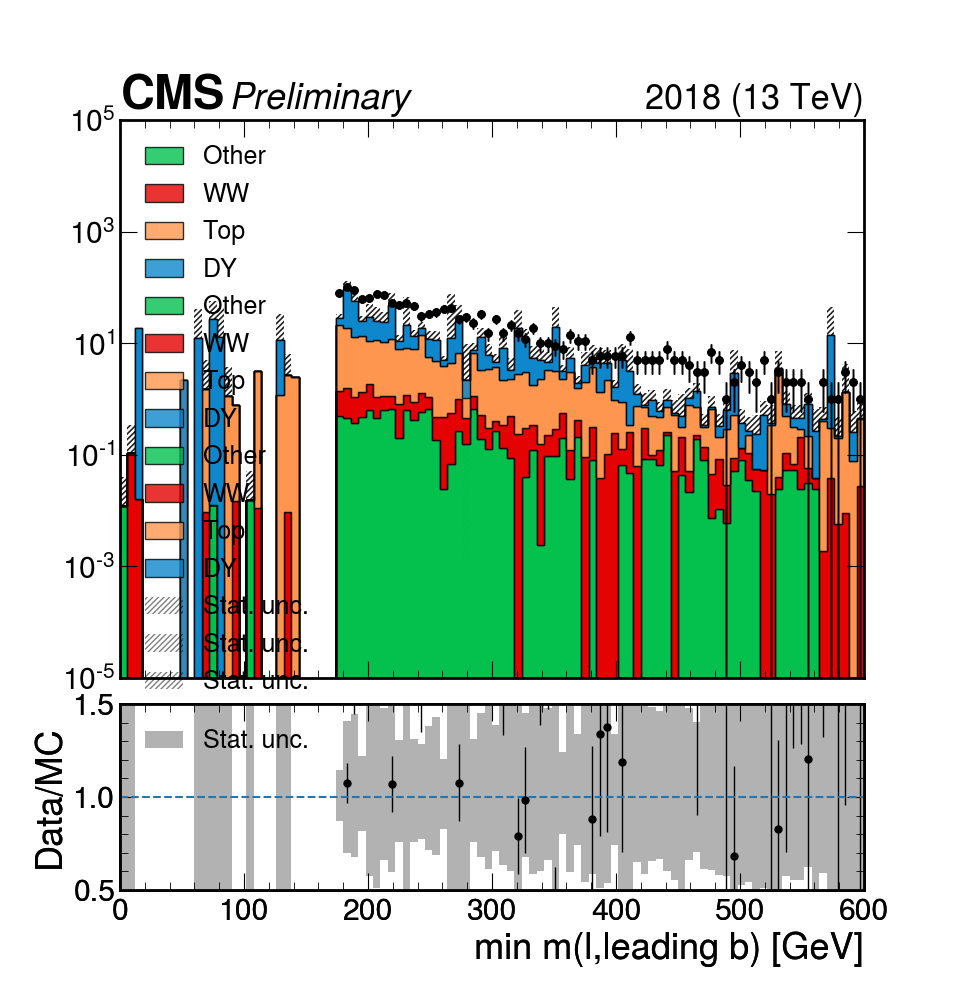 CMS Preliminary 2018 (13 TeV)
10^5
Other
WW
10^3
Top
DY
Other
10^1
WW
Top
DY
10^-1
Other
WW
Top
10^-3
DY
Stat. unc.
Stat. unc.
10^-5
Stat. unc.
1.5
Stat. unc.
Data/MC
1.0
0.5
0 100 200 300 400 500 600
min m(l,leading b) [GeV]